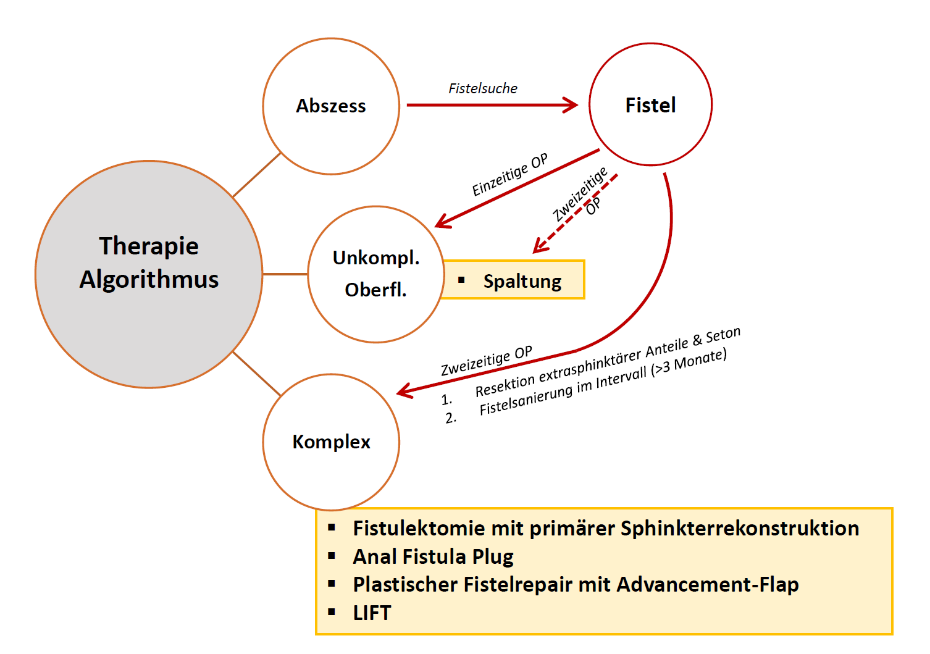 Abszess
Fistelsuche
Fistel
Einzeitige OP
Zweizeitige
OP
Therapie
Algorithmus
Unkompl.
Oberfl.
▪ Spaltung
Zweizeitige OP
1. Resektion extrasphinktärer Anteile & Seton
2. Fistelsanierung im Intervall (>3 Monate)
Komplex
▪ Fistulektomie mit primärer Sphinkterrekonstruktion
▪ Anal Fistula Plug
▪ Plastischer Fistelrepair mit Advancement-Flap
▪ LIFT